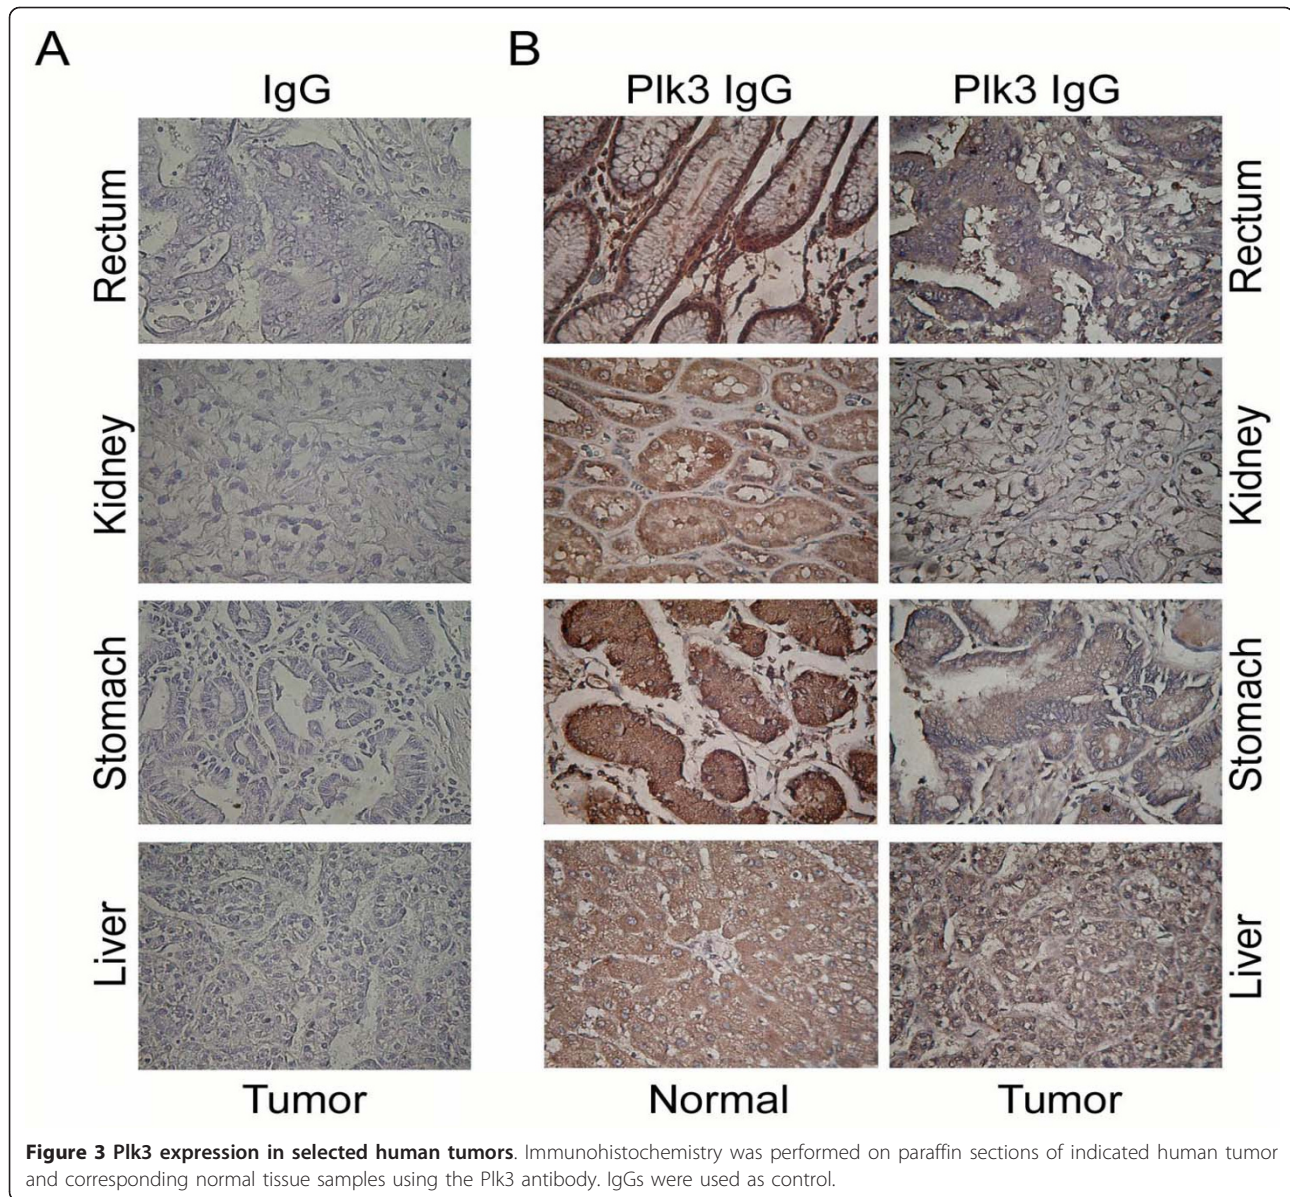 A
B
IgG
Plk3 IgG
Plk3 IgG
Rectum
Rectum
Kidney
Kidney
Stomach
Stomach
Liver
Liver
Tumor
Normal
Tumor
Figure 3 Plk3 expression in selected human tumors. Immunohistochemistry was performed on paraffin sections of indicated human tumor
and corresponding normal tissue samples using the Plk3 antibody. IgGs were used as control.